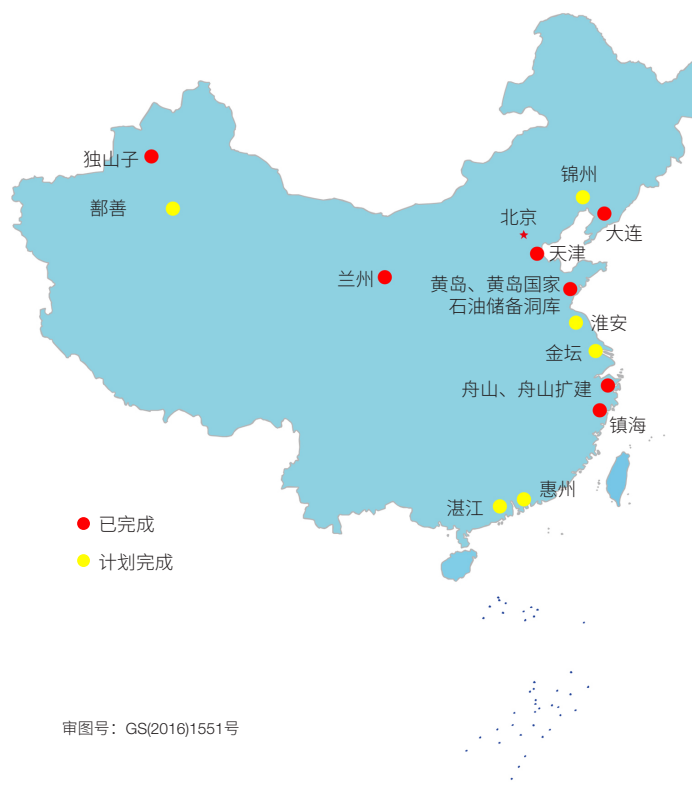 独山子
鄯善
锦州
北京
大连
天津
兰州
黄岛、黄岛国家
石油储备洞库
淮安
金坛
舟山、舟山扩建
镇海
惠州
湛江
已完成
计划完成
审图号：GS(2016)1551号